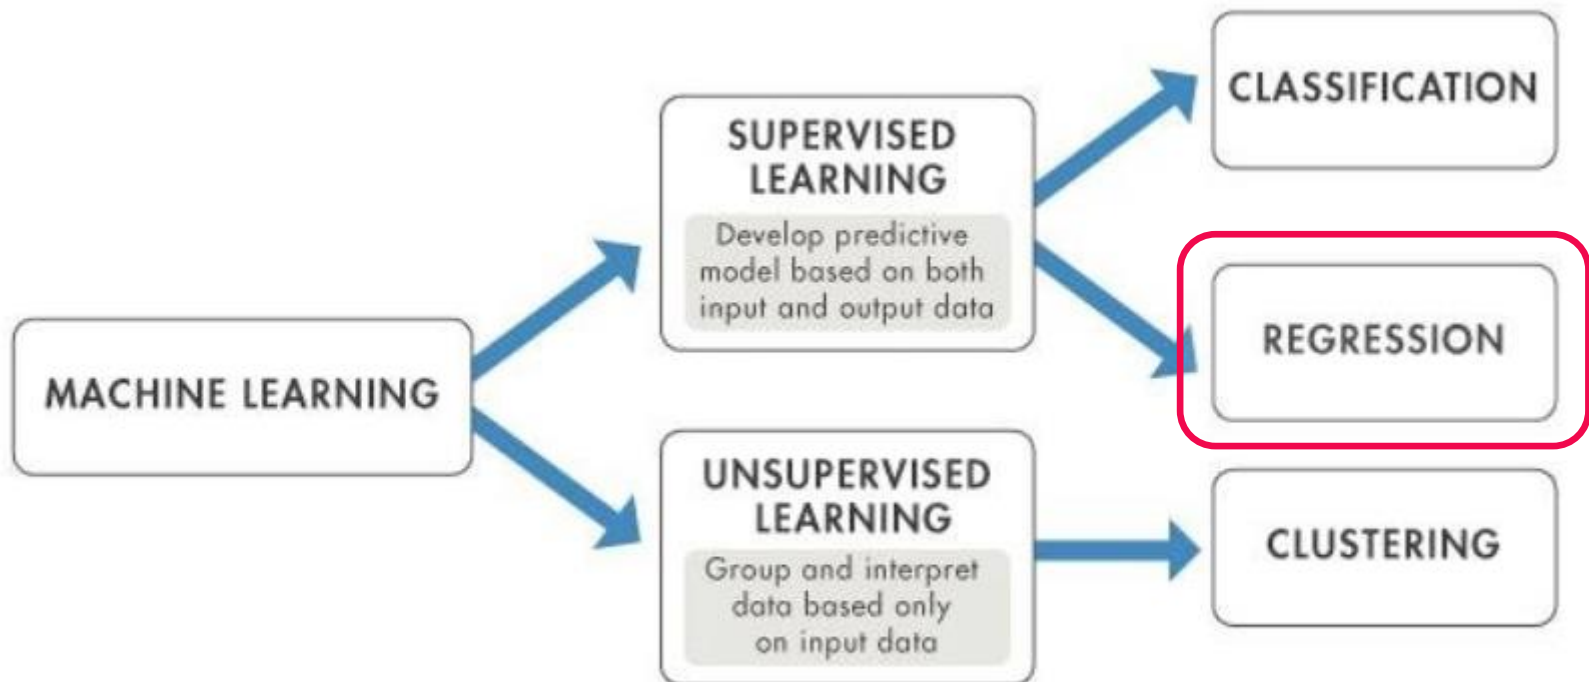 MACHINE LEARNING
SUPERVISED
LEARNING
Develop predictive
model based on both
input and output data
UNSUPERVISED
LEARNING
Group and interpret
data based only
on input data
CLASSIFICATION
REGRESSION
CLUSTERING